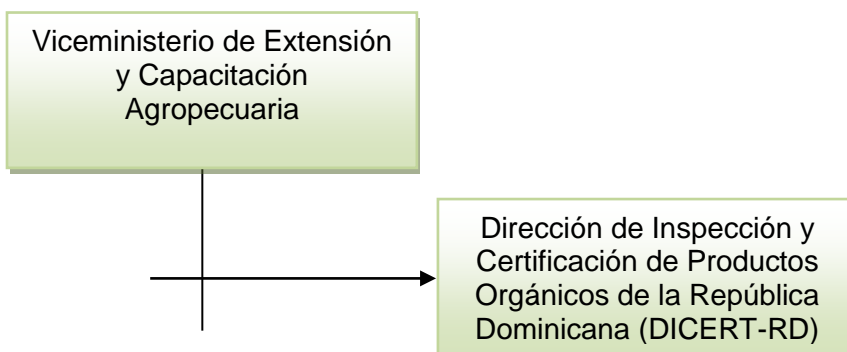 Viceministerio de Extensión
y Capacitación
Agropecuaria
Dirección de Inspección y
Certificación de Productos
Orgánicos de la República
Dominicana (DICERT-RD)